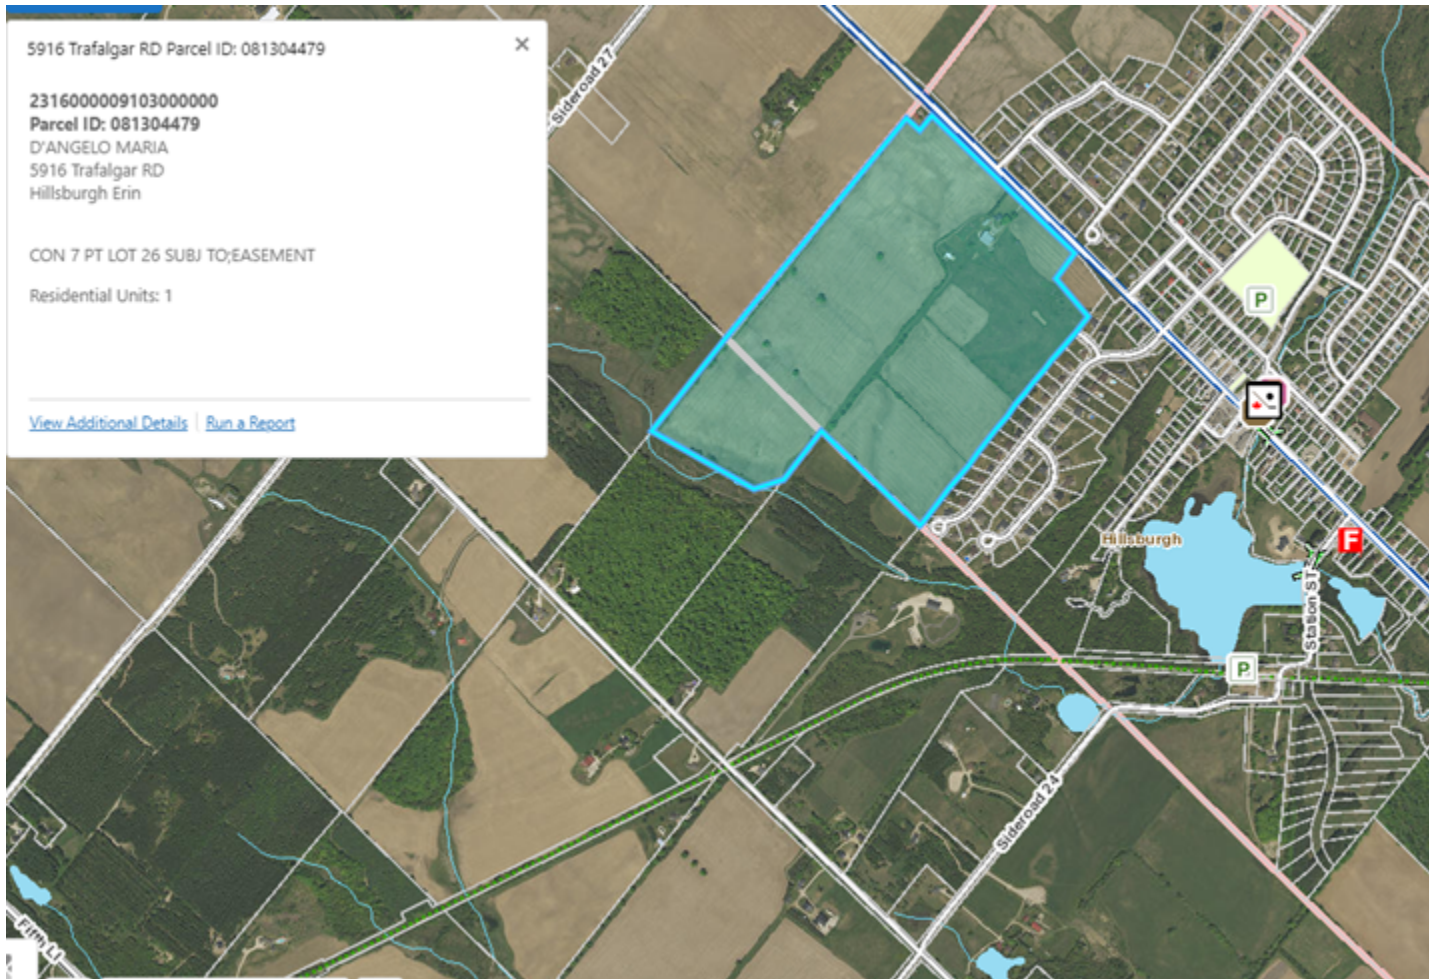 5916 Trafalgar RD Parcel ID: 081304479
2316000009103000000
Parcel ID: 081304479
D'ANGELO MARIA
5916 Trafalgar RD
Hillsburgh Erin
CON 7 PT LOT 26 SUBJ TO;EASEMENT
Residential Units: 1
View Additional Details
Run a Report
Sideroad 27
P
Hillsburgh
F
Station ST
P
Sideroad 24
Fifth LI